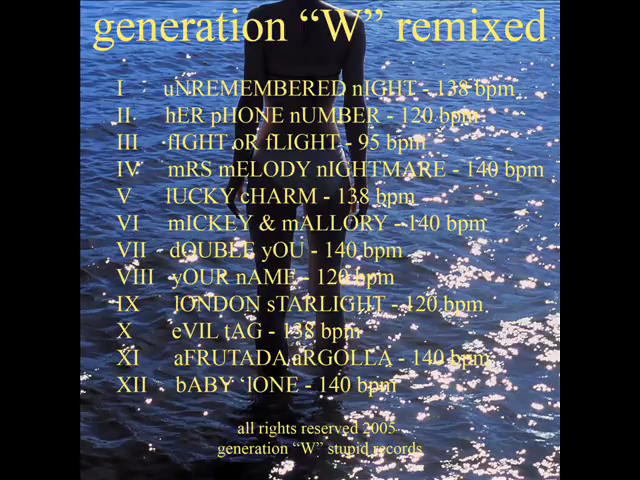 generation “W” remixed
I uNREMEMBERED nIGHT - 138 bpm
II hER pHONE nUMBER - 120 bpm
III fIGHT oR fLIGHT - 95 bpm
IV mRS mELODY nIGHTMARE - 140 bpm
V lUCKY cHARM - 138 bpm
VI mICKEY & mALLORY - 140 bpm
VII dOUBLE yOU - 140 bpm
VIII yOUR nAME - 120 bpm
IX lONDON sTARLIGHT - 120 bpm
X eVIL tAG - 138 bpm
XI aFRUTADA aRGOLLA - 140 bpm
XII bABY ‘lONE - 140 bpm
all rights reserved 2005
generation “W” stupid records